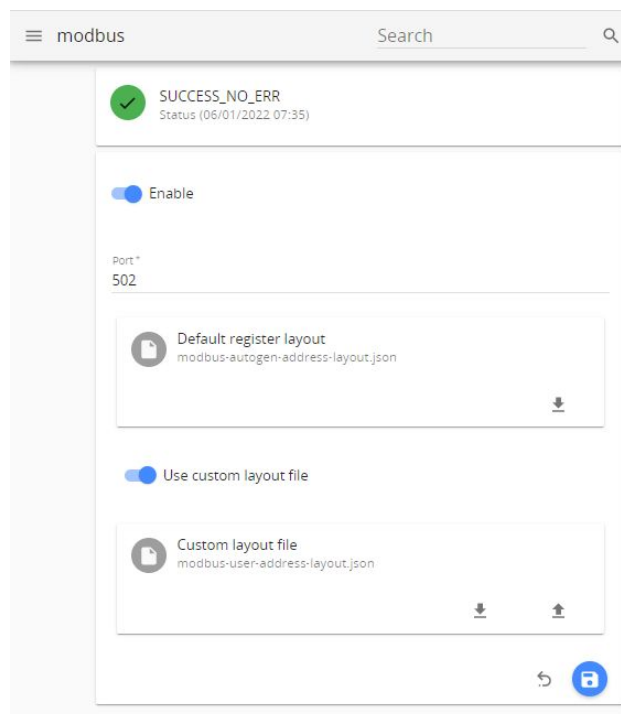 modbus
Search
SUCCESS_NO_ERR
Status (06/01/2022 07:35)
Enable
Port*
502
Default register layout
modbus-autogen-address-layout.json
Use custom layout file
Custom layout file
modbus-user-address-layout.json